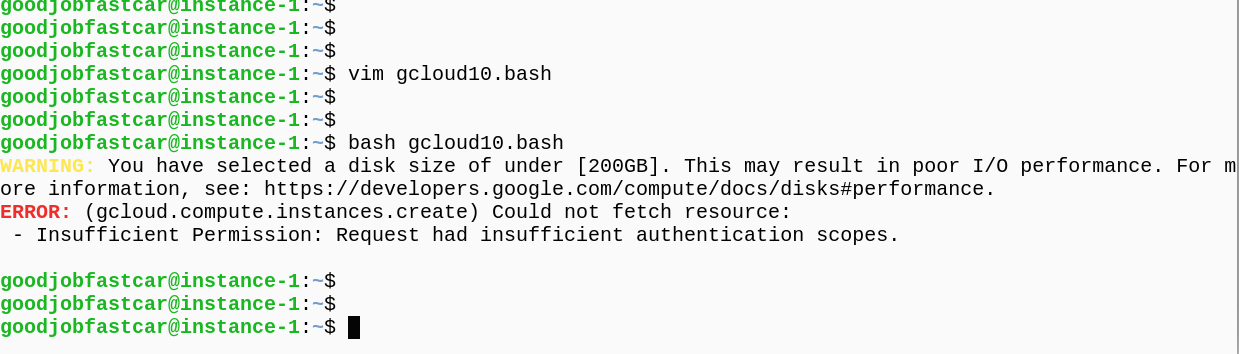 goodjobfastcar@instance-1:~$
goodjobfastcar@instance-1:~$
goodjobfastcar@instance-1:~$
goodjobfastcar@instance-1:~$ vim gcloud10.bash
goodjobfastcar@instance-1:~$
goodjobfastcar@instance-1:~$
goodjobfastcar@instance-1:~$ bash gcloud10.bash
WARNING: You have selected a disk size of under [200GB]. This may result in poor I/O performance. For m
ore information, see: https://developers.google.com/compute/docs/disks#performance.
ERROR: (gcloud.compute.instances.create) Could not fetch resource:
 - Insufficient Permission: Request had insufficient authentication scopes.

goodjobfastcar@instance-1:~$
goodjobfastcar@instance-1:~$
goodjobfastcar@instance-1:~$